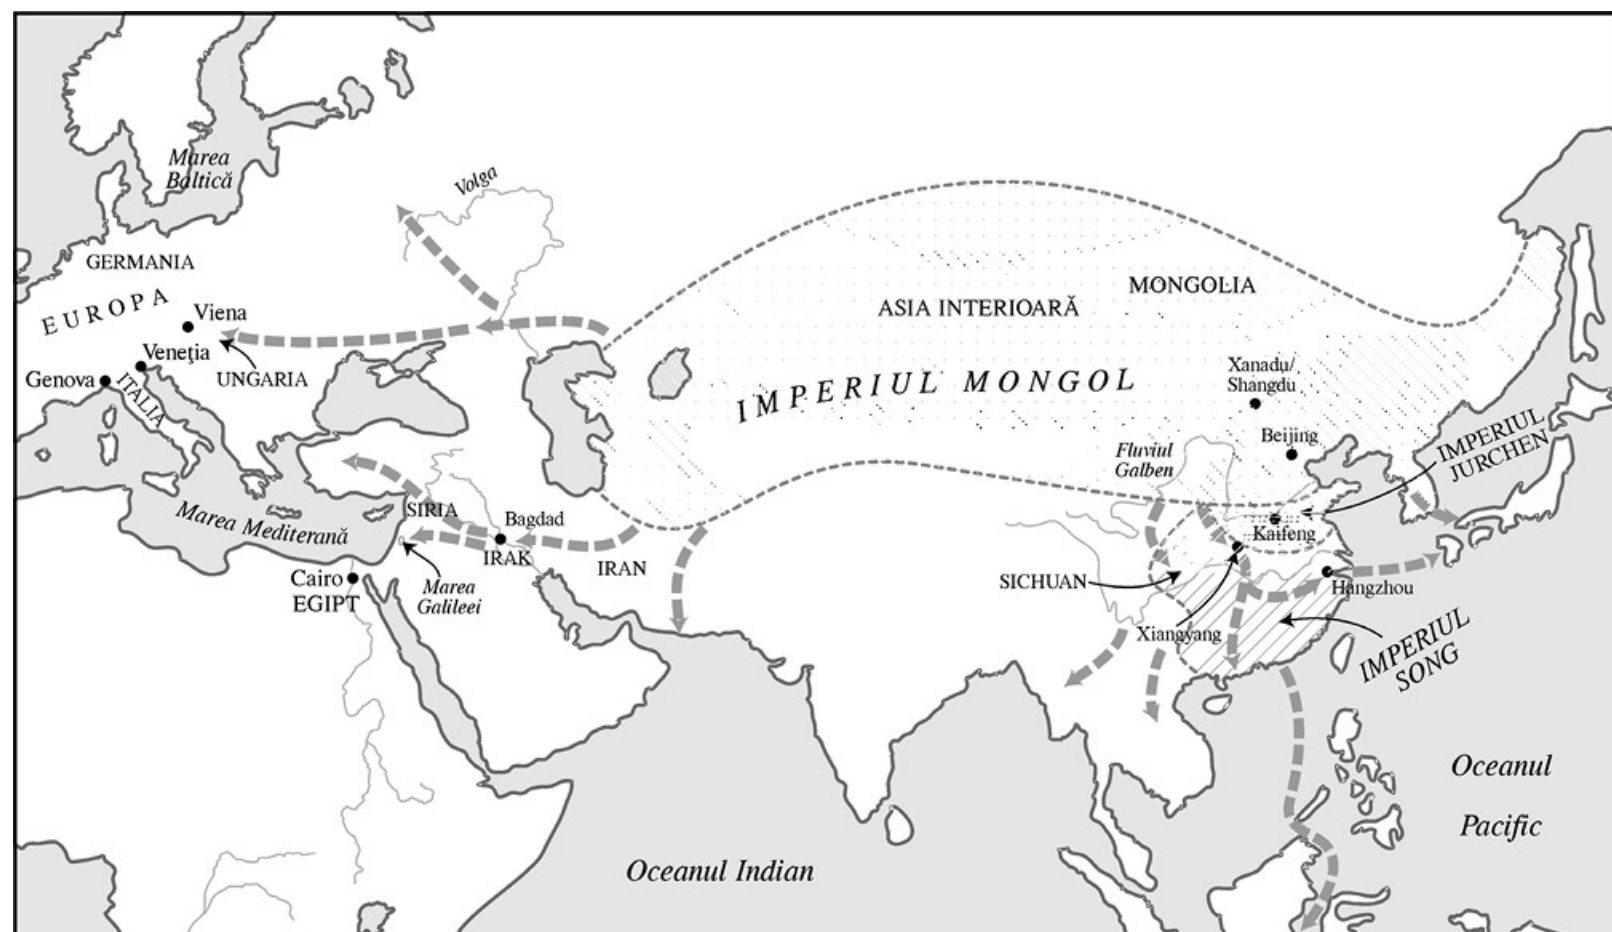 Marea
Baltică
Volga
GERMANIA
EUROPA
Viena
Veneția
Genova
ITALIA
UNGARIA
ASIA INTERIOARĂ
MONGOLIA
IMPERIUL MONGOL
Xanadu/
Shangdu
Beijing
Fluviul
Galben
IMPERIUL
JURCHEN
Marea Mediterană
SIRIA
Bagdad
IRAK
IRAN
Kaifeng
Cairo
EGIPT
Marea
Galileei
SICHUAN
Hangzhou
Xiangyang
IMPERIUL
SONG
Oceanul
Pacific
Oceanul Indian